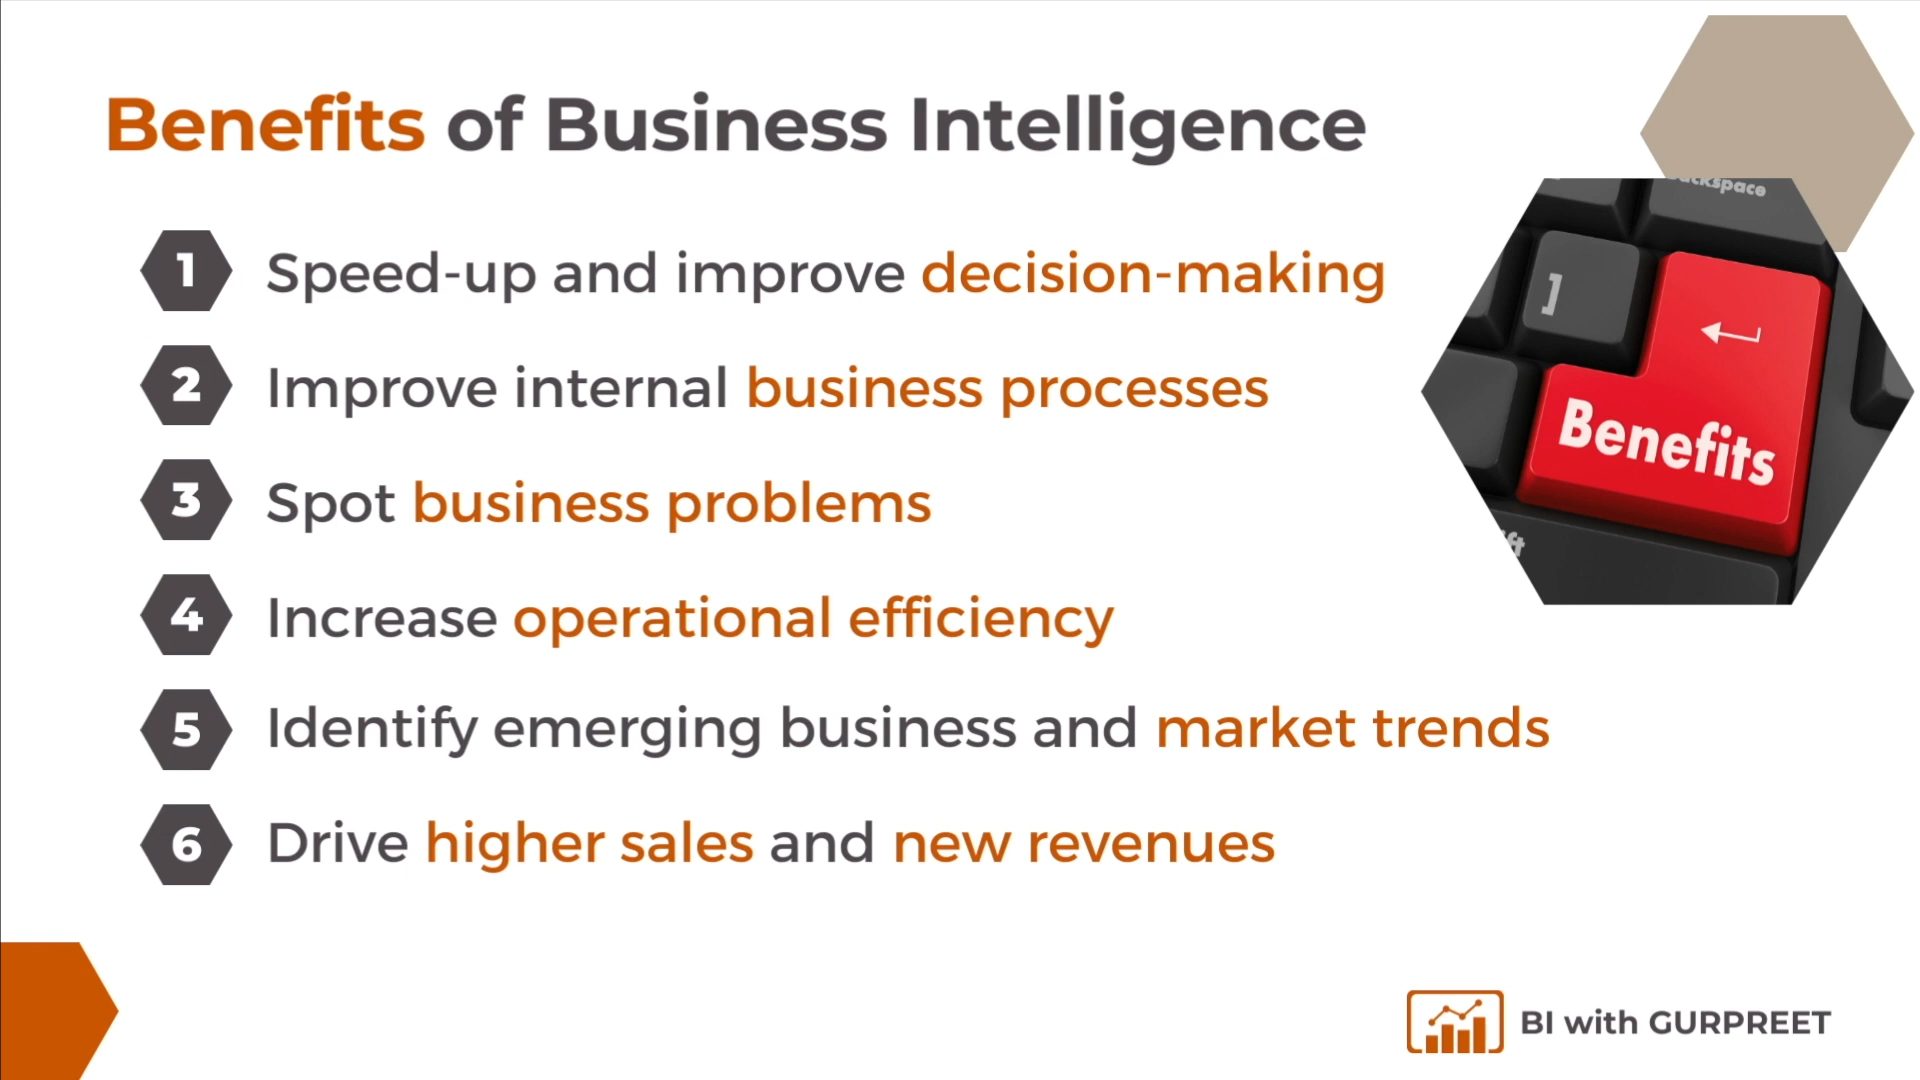 Benefits of Business Intelligence
1 Speed-up and improve decision-making
2 Improve internal business processes
3 Spot business problems
4 Increase operational efficiency
5 Identify emerging business and market trends
6 Drive higher sales and new revenues
]
Benefits
BI with GURPREET